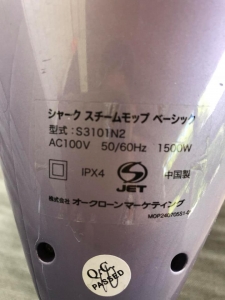 シャーク スチームモップ ベーシック
型式：S3101N2
AC100V 50/60Hz 1500W
IPX4 S JET 中国製
株式会社 オークローンマーケティング
Q.C PASSED